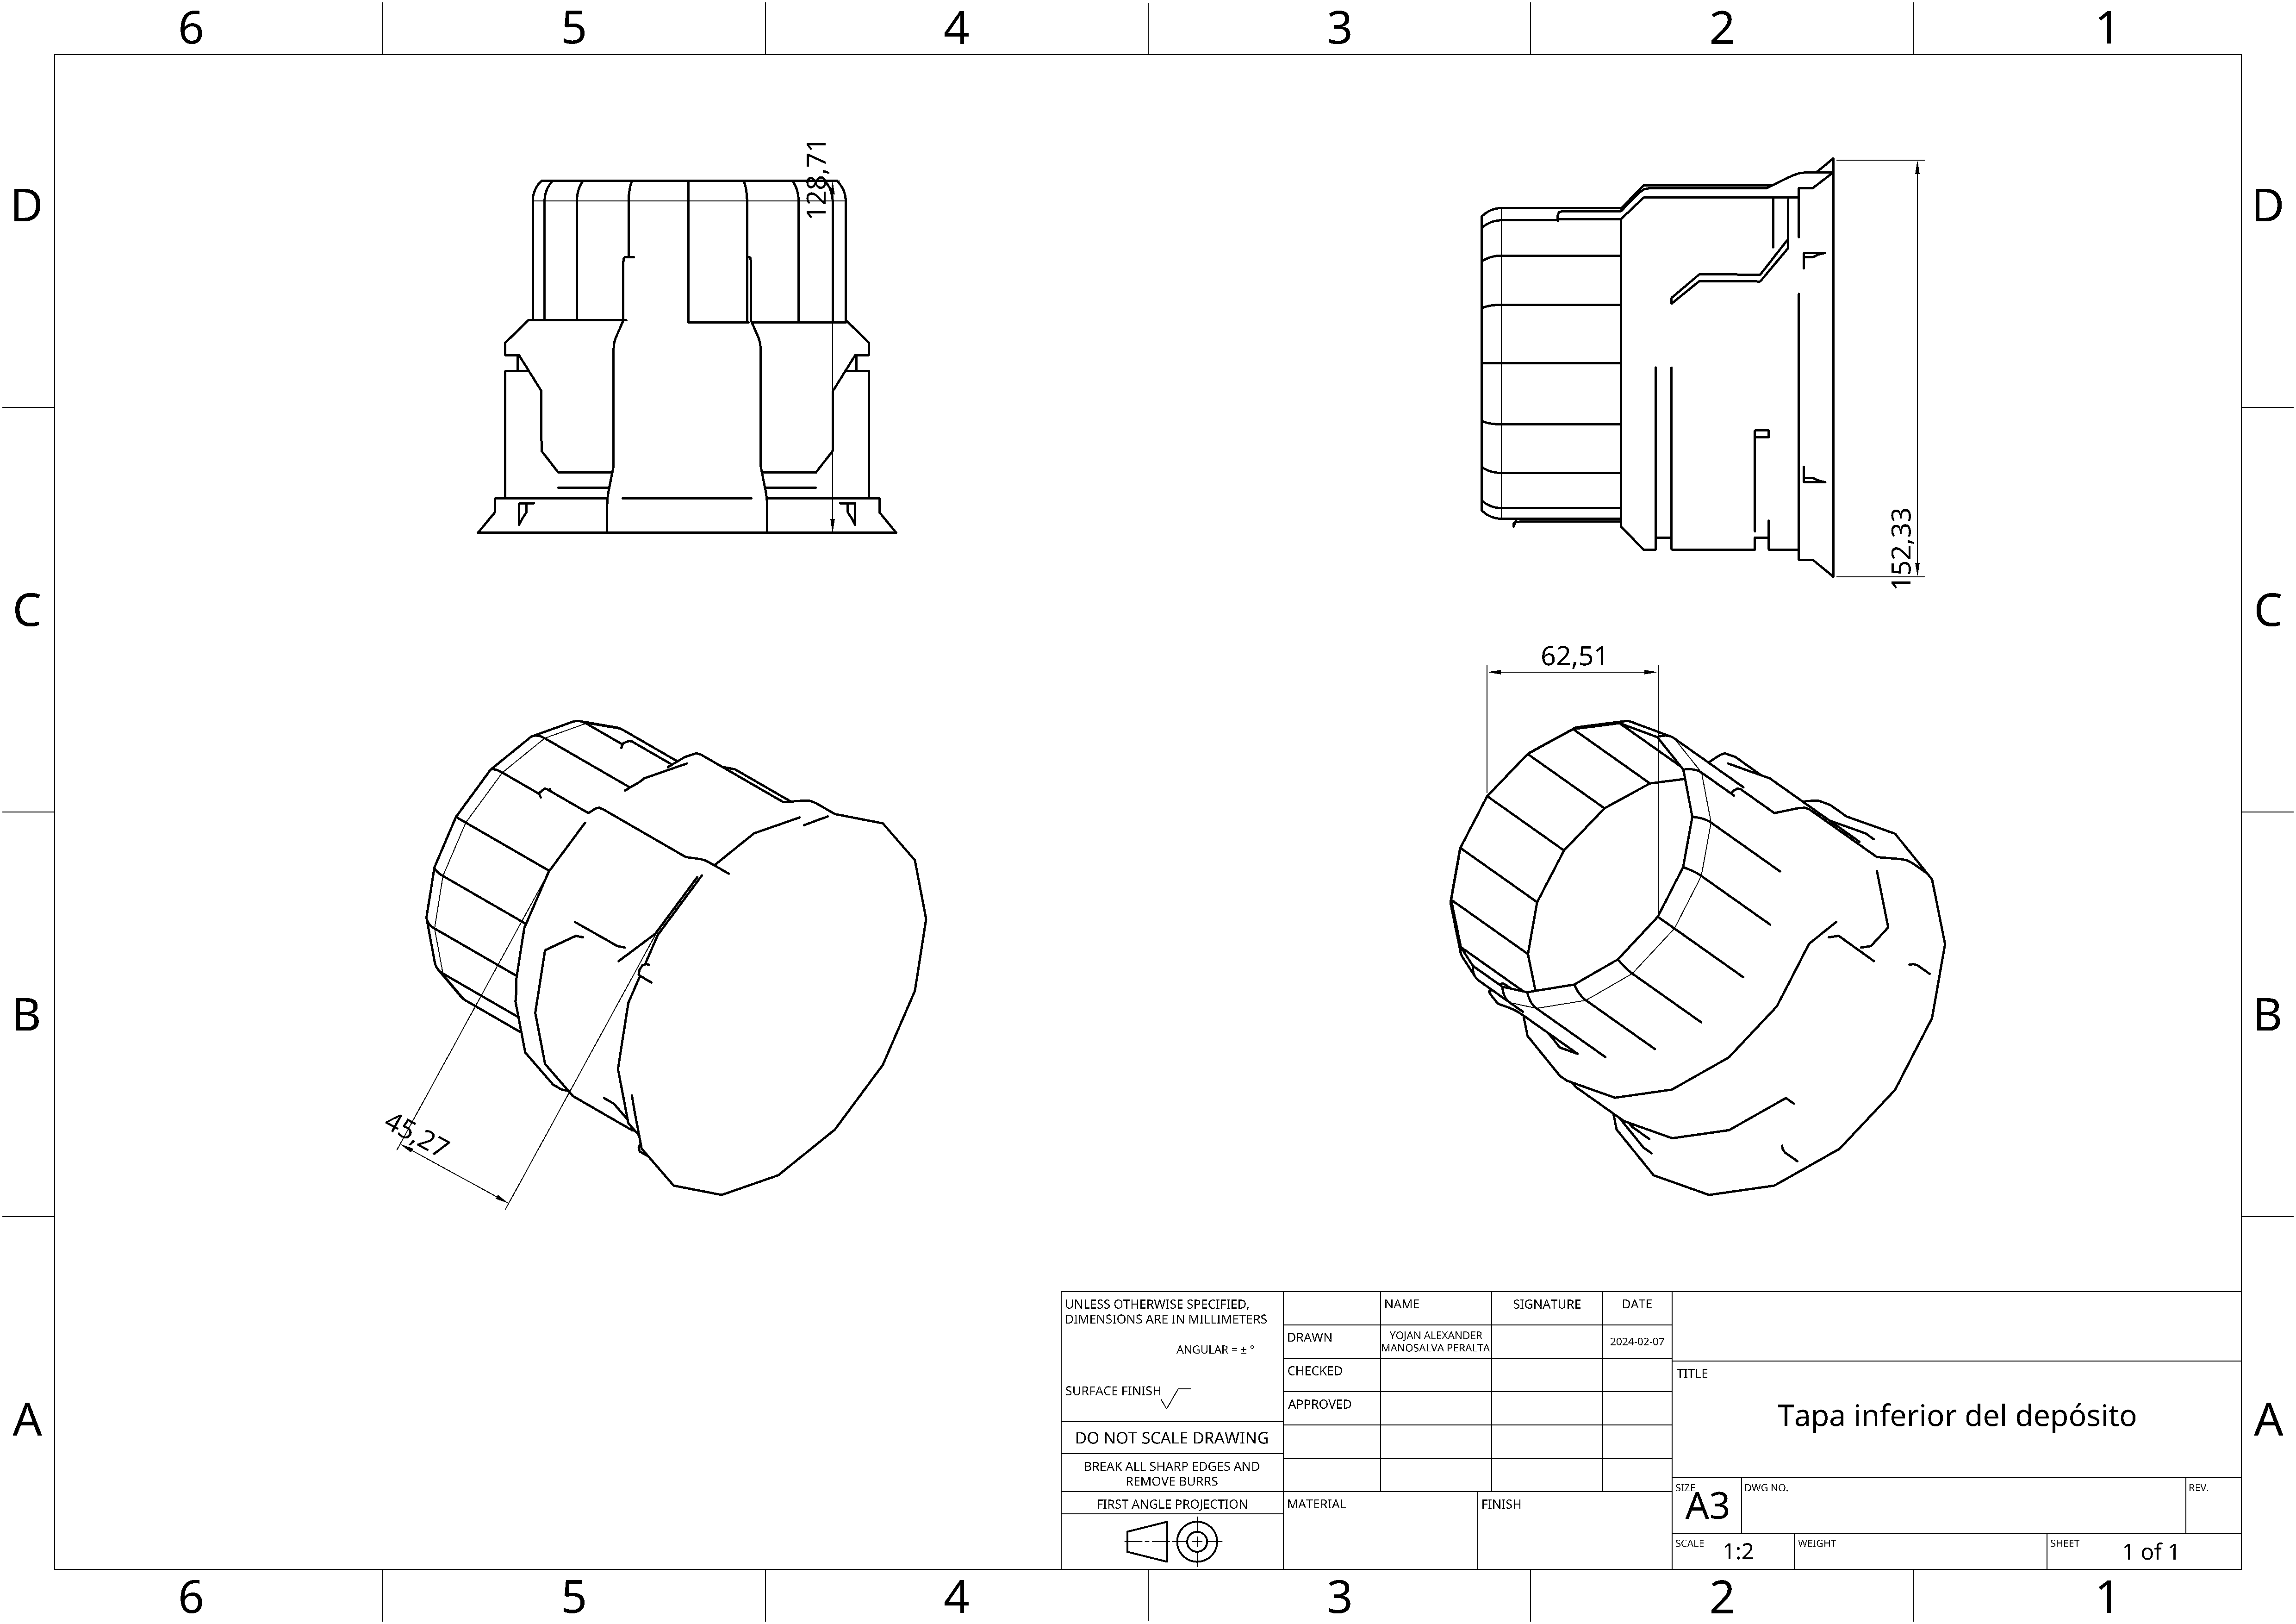 6 5 4 3 2 1
D D
128,71
152,33
C C
62,51
B B
45,27
UNLESS OTHERWISE SPECIFIED,
DIMENSIONS ARE IN MILLIMETERS
ANGULAR = ± °
SURFACE FINISH
DO NOT SCALE DRAWING
BREAK ALL SHARP EDGES AND
REMOVE BURRS
FIRST ANGLE PROJECTION
NAME SIGNATURE DATE
DRAWN YOJAN ALEXANDER
MANOSALVA PERALTA 2024-02-07
CHECKED
APPROVED
MATERIAL FINISH
TITLE
Tapa inferior del depósito
SIZE A3 DWG NO. REV.
SCALE 1:2 WEIGHT SHEET 1 of 1
A A
6 5 4 3 2 1